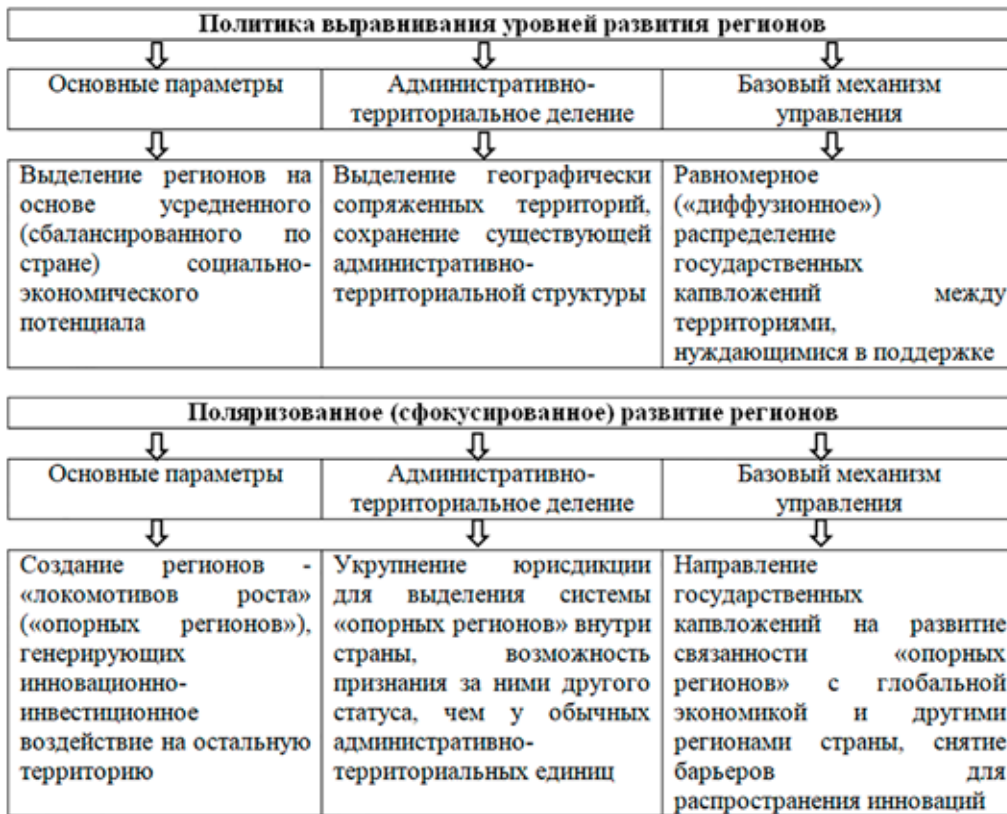 Политика выравнивания уровней развития регионов
Основные параметры
Административно-
территориальное деление
Базовый механизм
управления
Выделение регионов на
основе усредненного
(сбалансированного по
стране) социально-
экономического
потенциала
Выделение географически
сопряженных территорий,
сохранение существующей
административно-
территориальной структуры
Равномерное
(«диффузионное»)
распределение
государственных
капвложений между
территориями,
нуждающимися в поддержке
Поляризованное (сфокусированное) развитие регионов
Основные параметры
Административно-
территориальное деление
Базовый механизм
управления
Создание регионов -
«локомотивов роста»
(«опорных регионов»),
генерирующих
инновационно-
инвестиционное
воздействие на остальную
территорию
Укрупнение юрисдикции
для выделения системы
«опорных регионов» внутри
страны, возможность
признания за ними другого
статуса, чем у обычных
административно-
территориальных единиц
Направление
государственных
капвложений на развитие
связанности «опорных
регионов» с глобальной
экономикой и другими
регионами страны, снятие
барьеров для
распространения инноваций